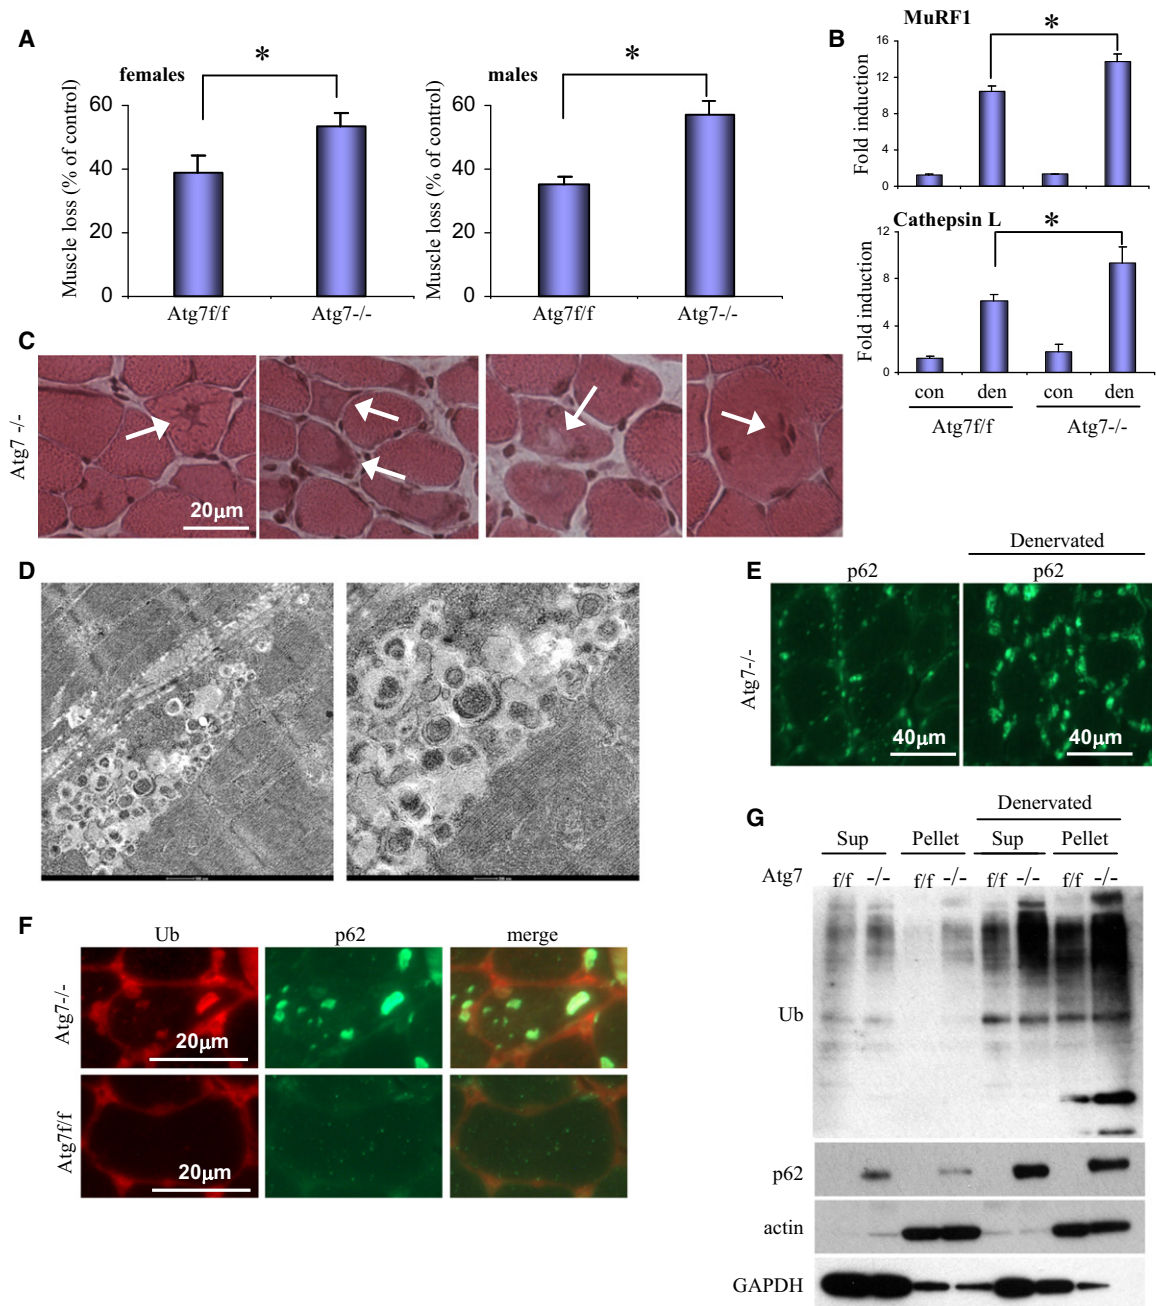 A
females
*
Muscle loss (% of control)
60
40
20
0
Atg7f/f
Atg7-/-
males
*
Muscle loss (% of control)
60
40
20
0
Atg7f/f
Atg7-/-
B
MuRF1
*
Fold induction
16
12
8
4
0
Cathepsin L
*
Fold induction
12
8
4
0
con den con den
Atg7f/f Atg7-/-
C
Atg7 -/-
20μm
D
E
Denervated
p62 p62
Atg7-/-
40μm
40μm
F
Ub p62 merge
Atg7-/-
20μm
Atg7f/f
20μm
G
Denervated
Sup Pellet Sup Pellet
Atg7 f/f -/- f/f -/- f/f -/- f/f -/-
Ub
p62
actin
GAPDH